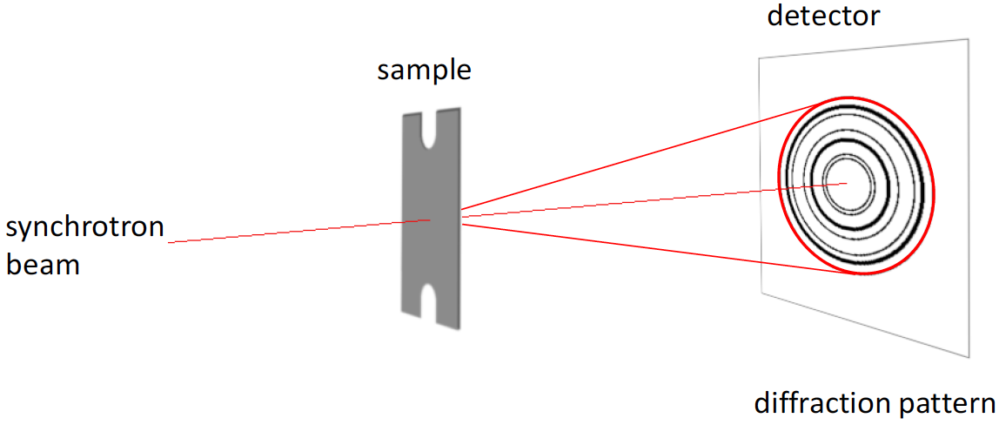 detector
sample
synchrotron
beam
diffraction pattern